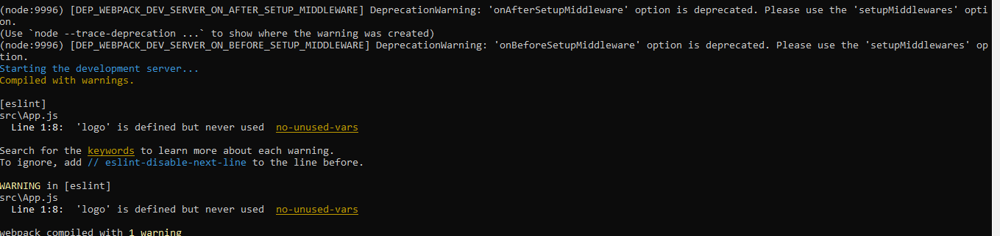 (node:9996) [DEP_WEBPACK_DEV_SERVER_ON_AFTER_SETUP_MIDDLEWARE] DeprecationWarning: 'onAfterSetupMiddleware' option is deprecated. Please use the 'setupMiddlewares' opti
on.
(Use `node --trace-deprecation ...` to show where the warning was created)
(node:9996) [DEP_WEBPACK_DEV_SERVER_ON_BEFORE_SETUP_MIDDLEWARE] DeprecationWarning: 'onBeforeSetupMiddleware' option is deprecated. Please use the 'setupMiddlewares' op
tion.
Starting the development server...
Compiled with warnings.

[eslint]
src\App.js
  Line 1:8:  'logo' is defined but never used  no-unused-vars

Search for the keywords to learn more about each warning.
To ignore, add // eslint-disable-next-line to the line before.

WARNING in [eslint]
src\App.js
  Line 1:8:  'logo' is defined but never used  no-unused-vars

webpack compiled with 1 warning